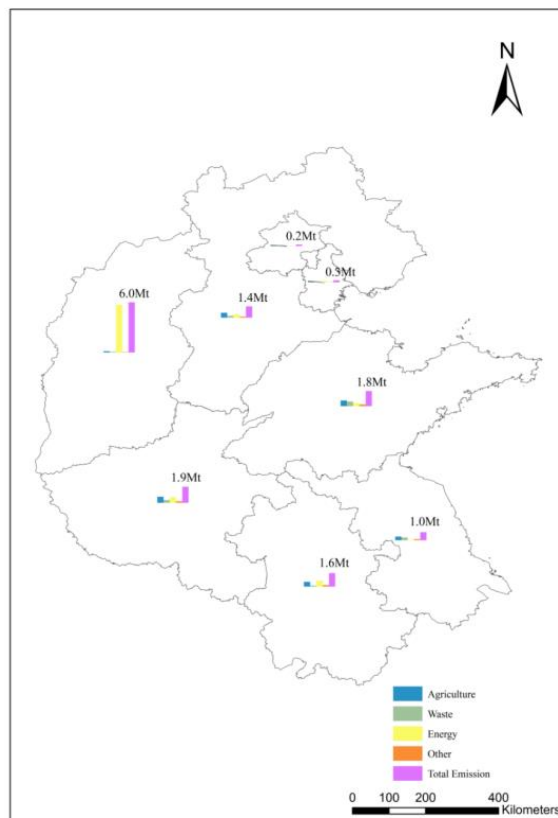 N
0.2Mt
0.3Mt
6.0Mt
1.4Mt
1.8Mt
1.9Mt
1.0Mt
1.6Mt
Agriculture
Waste
Energy
Other
Total Emission
0 100 200 400
Kilometers